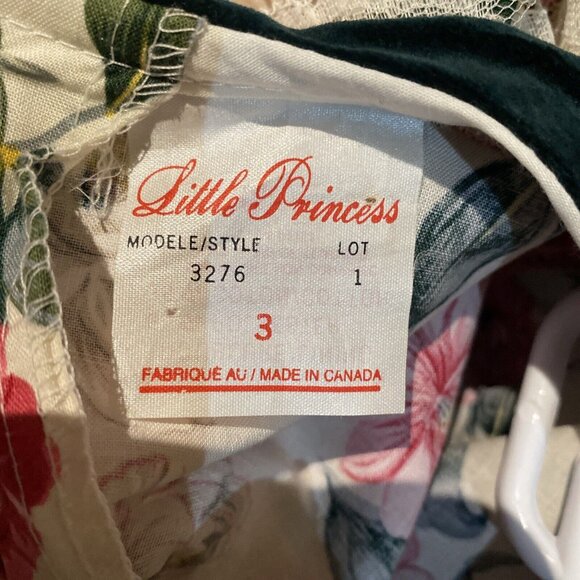 Little Princess
MODELE/STYLE LOT
3276 1
3
FABRIQUÉ AU / MADE IN CANADA